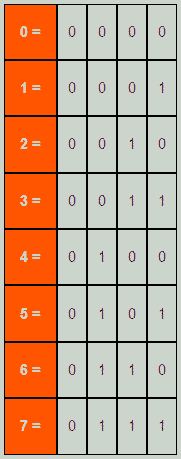 0 = 0 0 0 0
1 = 0 0 0 1
2 = 0 0 1 0
3 = 0 0 1 1
4 = 0 1 0 0
5 = 0 1 0 1
6 = 0 1 1 0
7 = 0 1 1 1